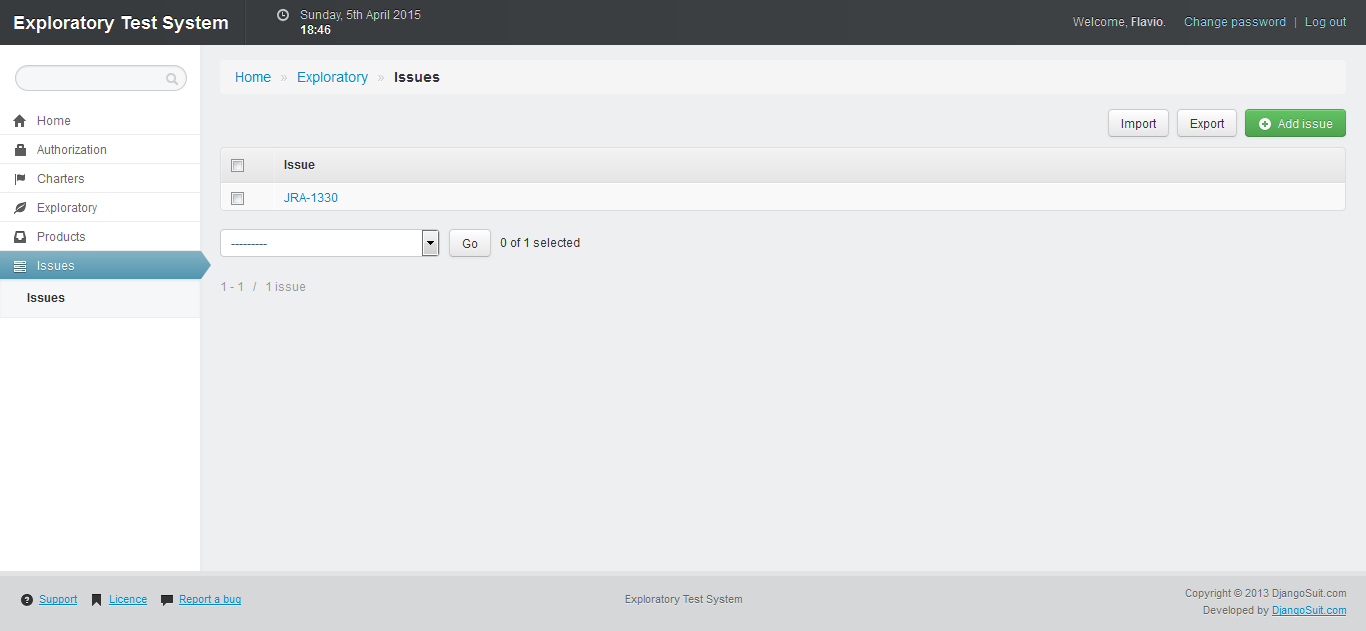 Exploratory Test System
Sunday, 5th April 2015
18:46
Welcome, Flavio. Change password | Log out
Home » Exploratory » Issues
Home
Authorization
Charters
Exploratory
Products
Issues
Issues
Import Export Add issue
Issue
JRA-1330
--------- Go 0 of 1 selected
1 - 1 / 1 issue
Support Licence Report a bug
Exploratory Test System
Copyright © 2013 DjangoSuit.com
Developed by DjangoSuit.com